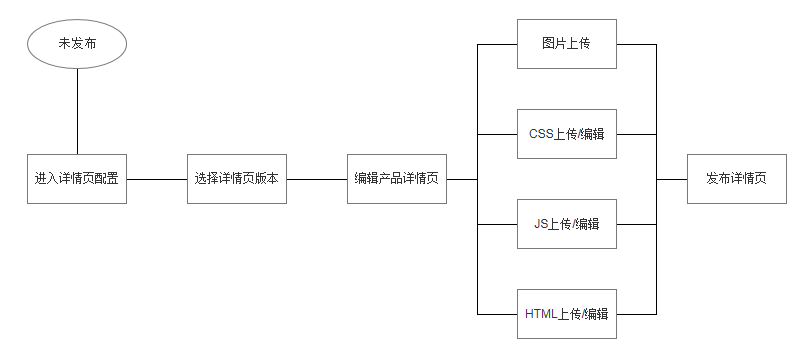 未发布
进入详情页配置
选择详情页版本
编辑产品详情页
图片上传
CSS上传/编辑
JS上传/编辑
HTML上传/编辑
发布详情页